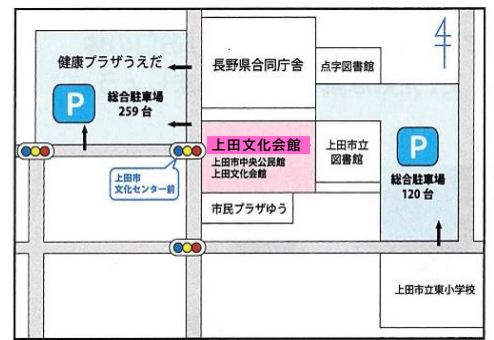 健康プラザうえだ
P
総合駐車場
259台
長野県合同庁舎
点字図書館
上田文化会館
上田市中央公民館
上田文化会館
上田市立
図書館
P
総合駐車場
120台
上田市
文化センター前
市民プラザゆう
上田市立東小学校